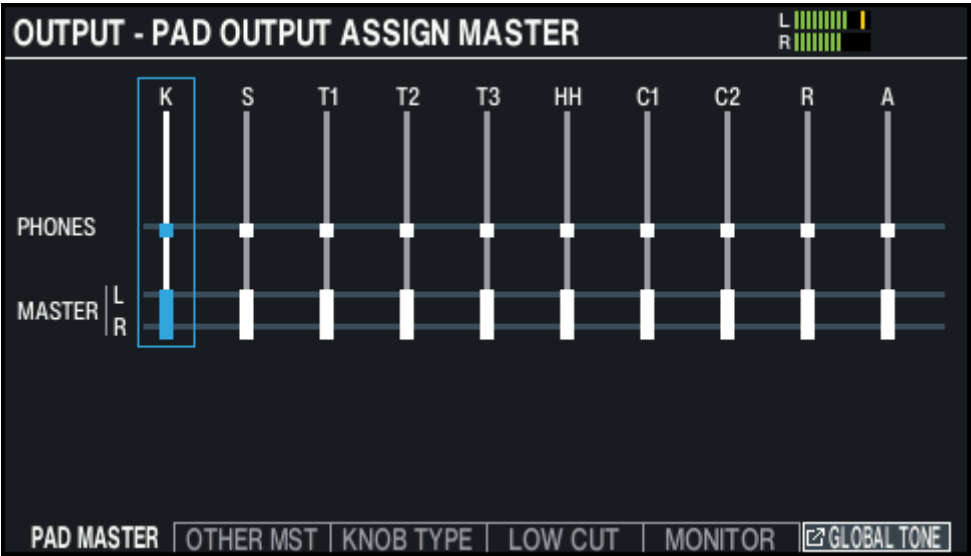 OUTPUT - PAD OUTPUT ASSIGN MASTER
L
R
K S T1 T2 T3 HH C1 C2 R A
PHONES
MASTER L
R
PAD MASTER OTHER MST KNOB TYPE LOW CUT MONITOR GLOBAL TONE